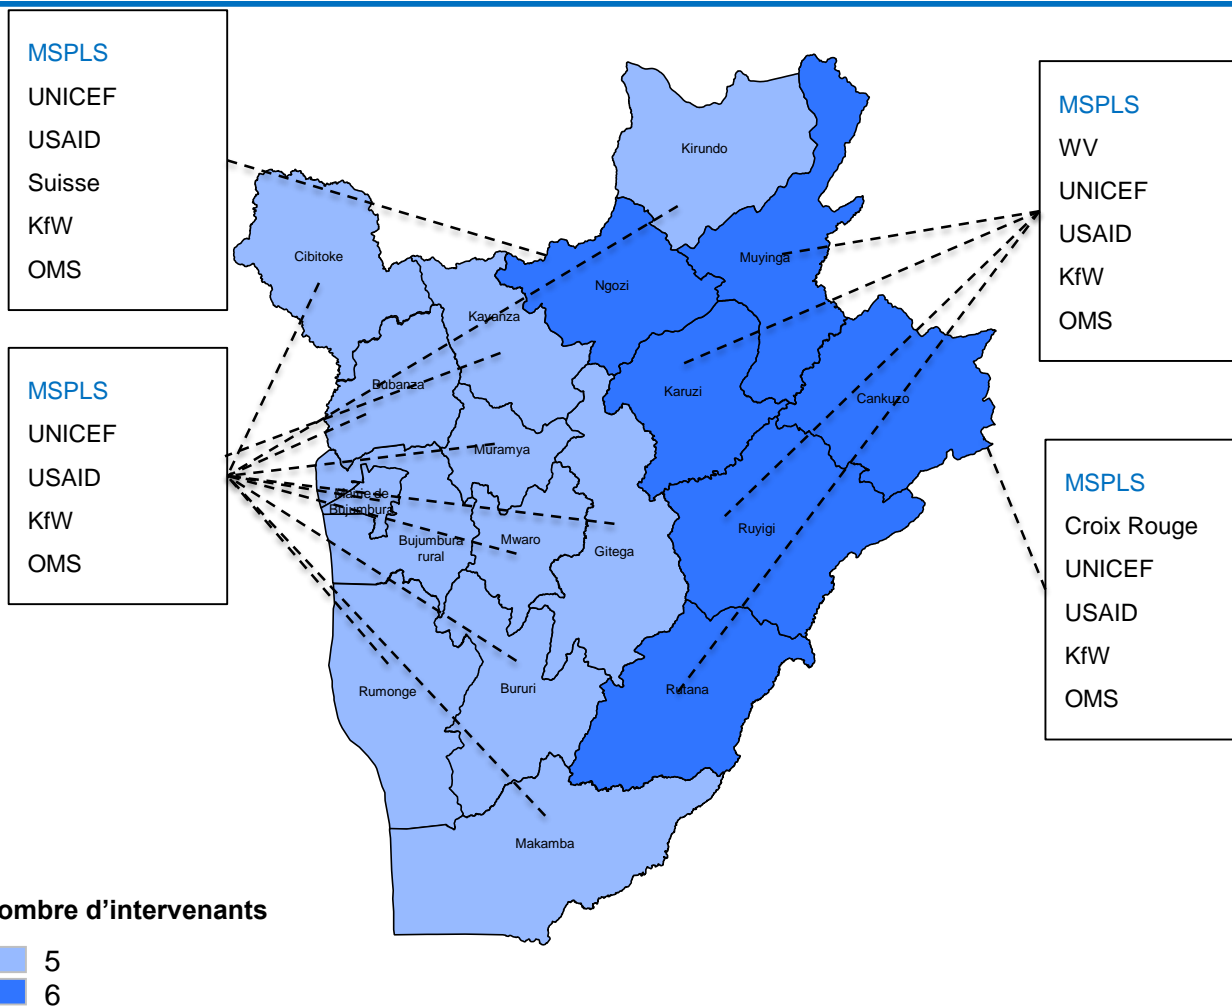 MSPLS
UNICEF
USAID
Suisse
KfW
OMS
MSPLS
UNICEF
USAID
KfW
OMS
MSPLS
WV
UNICEF
USAID
KfW
OMS
MSPLS
Croix Rouge
UNICEF
USAID
KfW
OMS
Kirundo
Cibitoke
Muyinga
Ngozi
Kayanza
Bubanza
Karuzi
Cankuzo
Muramya
Mairie de
Bujumbura
Bujumbura
rural
Mwaro
Gitega
Ruyigi
Rumonge
Bururi
Rutana
Makamba
ombre d’intervenants
5
6